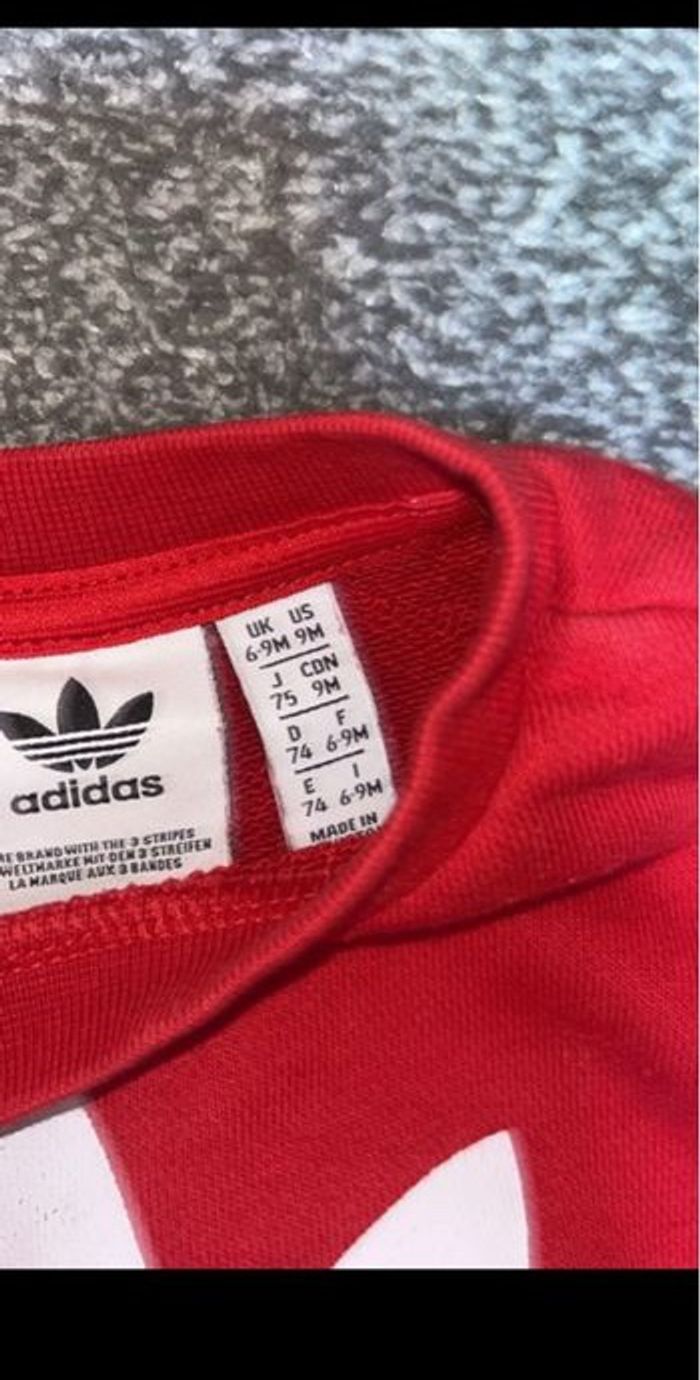 adidas
BRAND WITH THE 3 STRIPES
WELTMARKE MIT DEN 3 STREIFEN
LA MARQUE AUX 3 BANDES
UK US
6-9M 9M
J CDN
75 9M
D F
74 6-9M
E I
74 6-9M
MADE IN